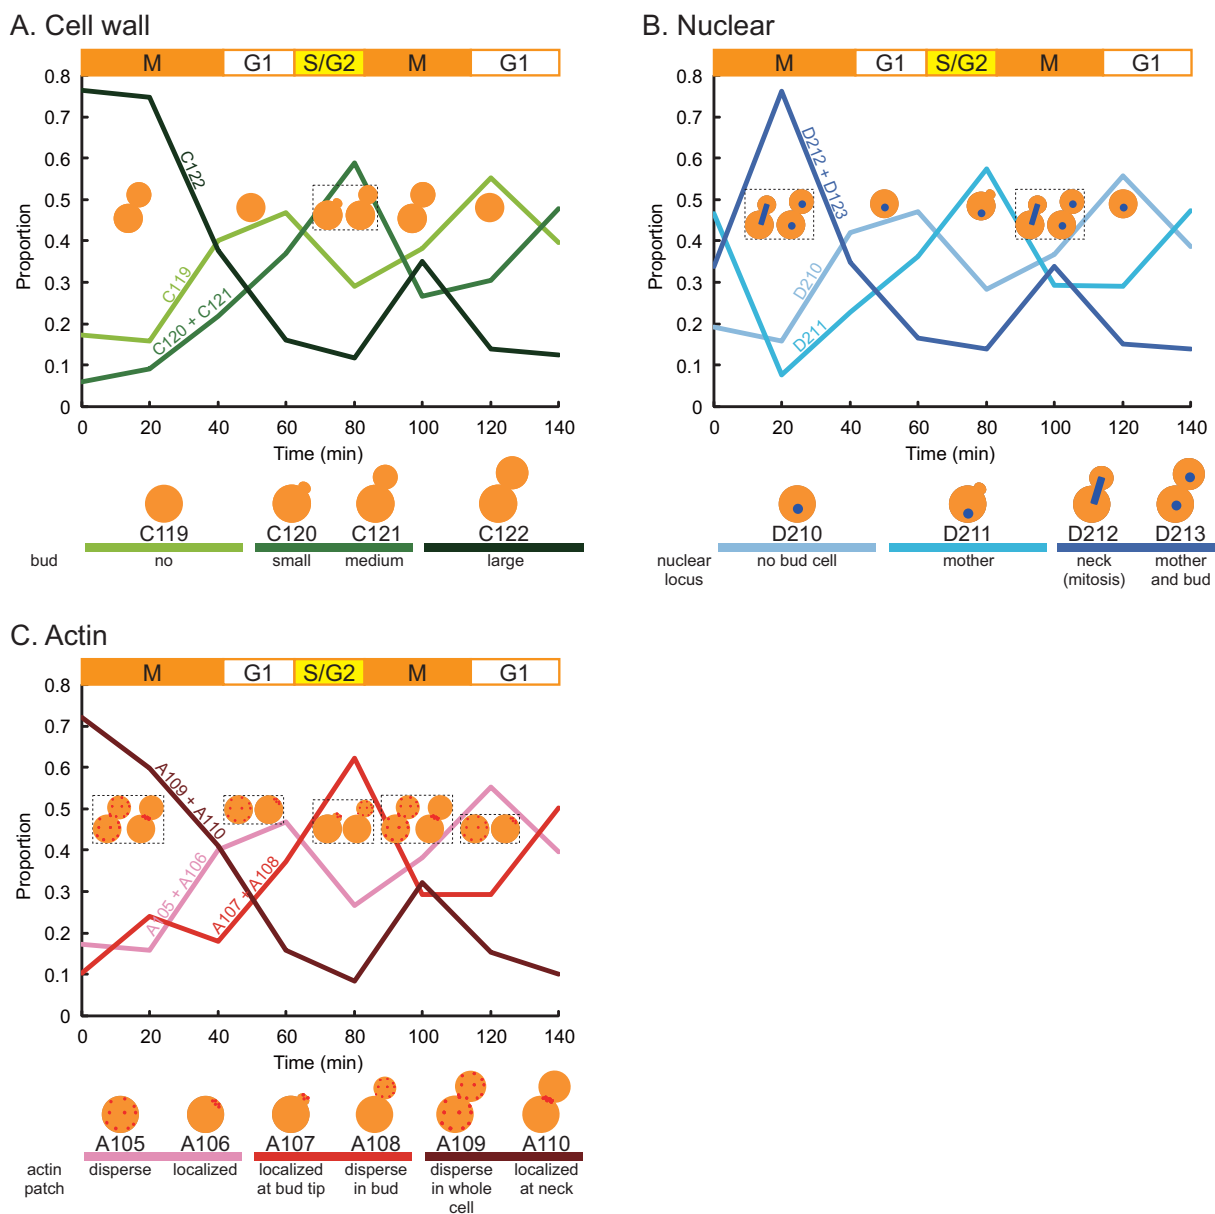 A. Cell wall
M G1 S/G2 M G1
0.8
0.7
0.6
0.5
0.4
0.3
0.2
0.1
0
Proportion
C122
C119
C120 + C121
0 20 40 60 80 100 120 140
Time (min)
C119 C120 C121 C122
bud no small medium large
B. Nuclear
M G1 S/G2 M G1
0.8
0.7
0.6
0.5
0.4
0.3
0.2
0.1
0
Proportion
D212 + D123
D210
D211
0 20 40 60 80 100 120 140
Time (min)
D210 D211 D212 D213
nuclear no bud cell mother neck mother
locus (mitosis) and bud
C. Actin
M G1 S/G2 M G1
0.8
0.7
0.6
0.5
0.4
0.3
0.2
0.1
0
Proportion
A109 + A110
A105 + A106
A107 + A108
0 20 40 60 80 100 120 140
Time (min)
A105 A106 A107 A108 A109 A110
actin disperse localized localized disperse disperse localized
patch at bud tip in bud in whole at neck
cell